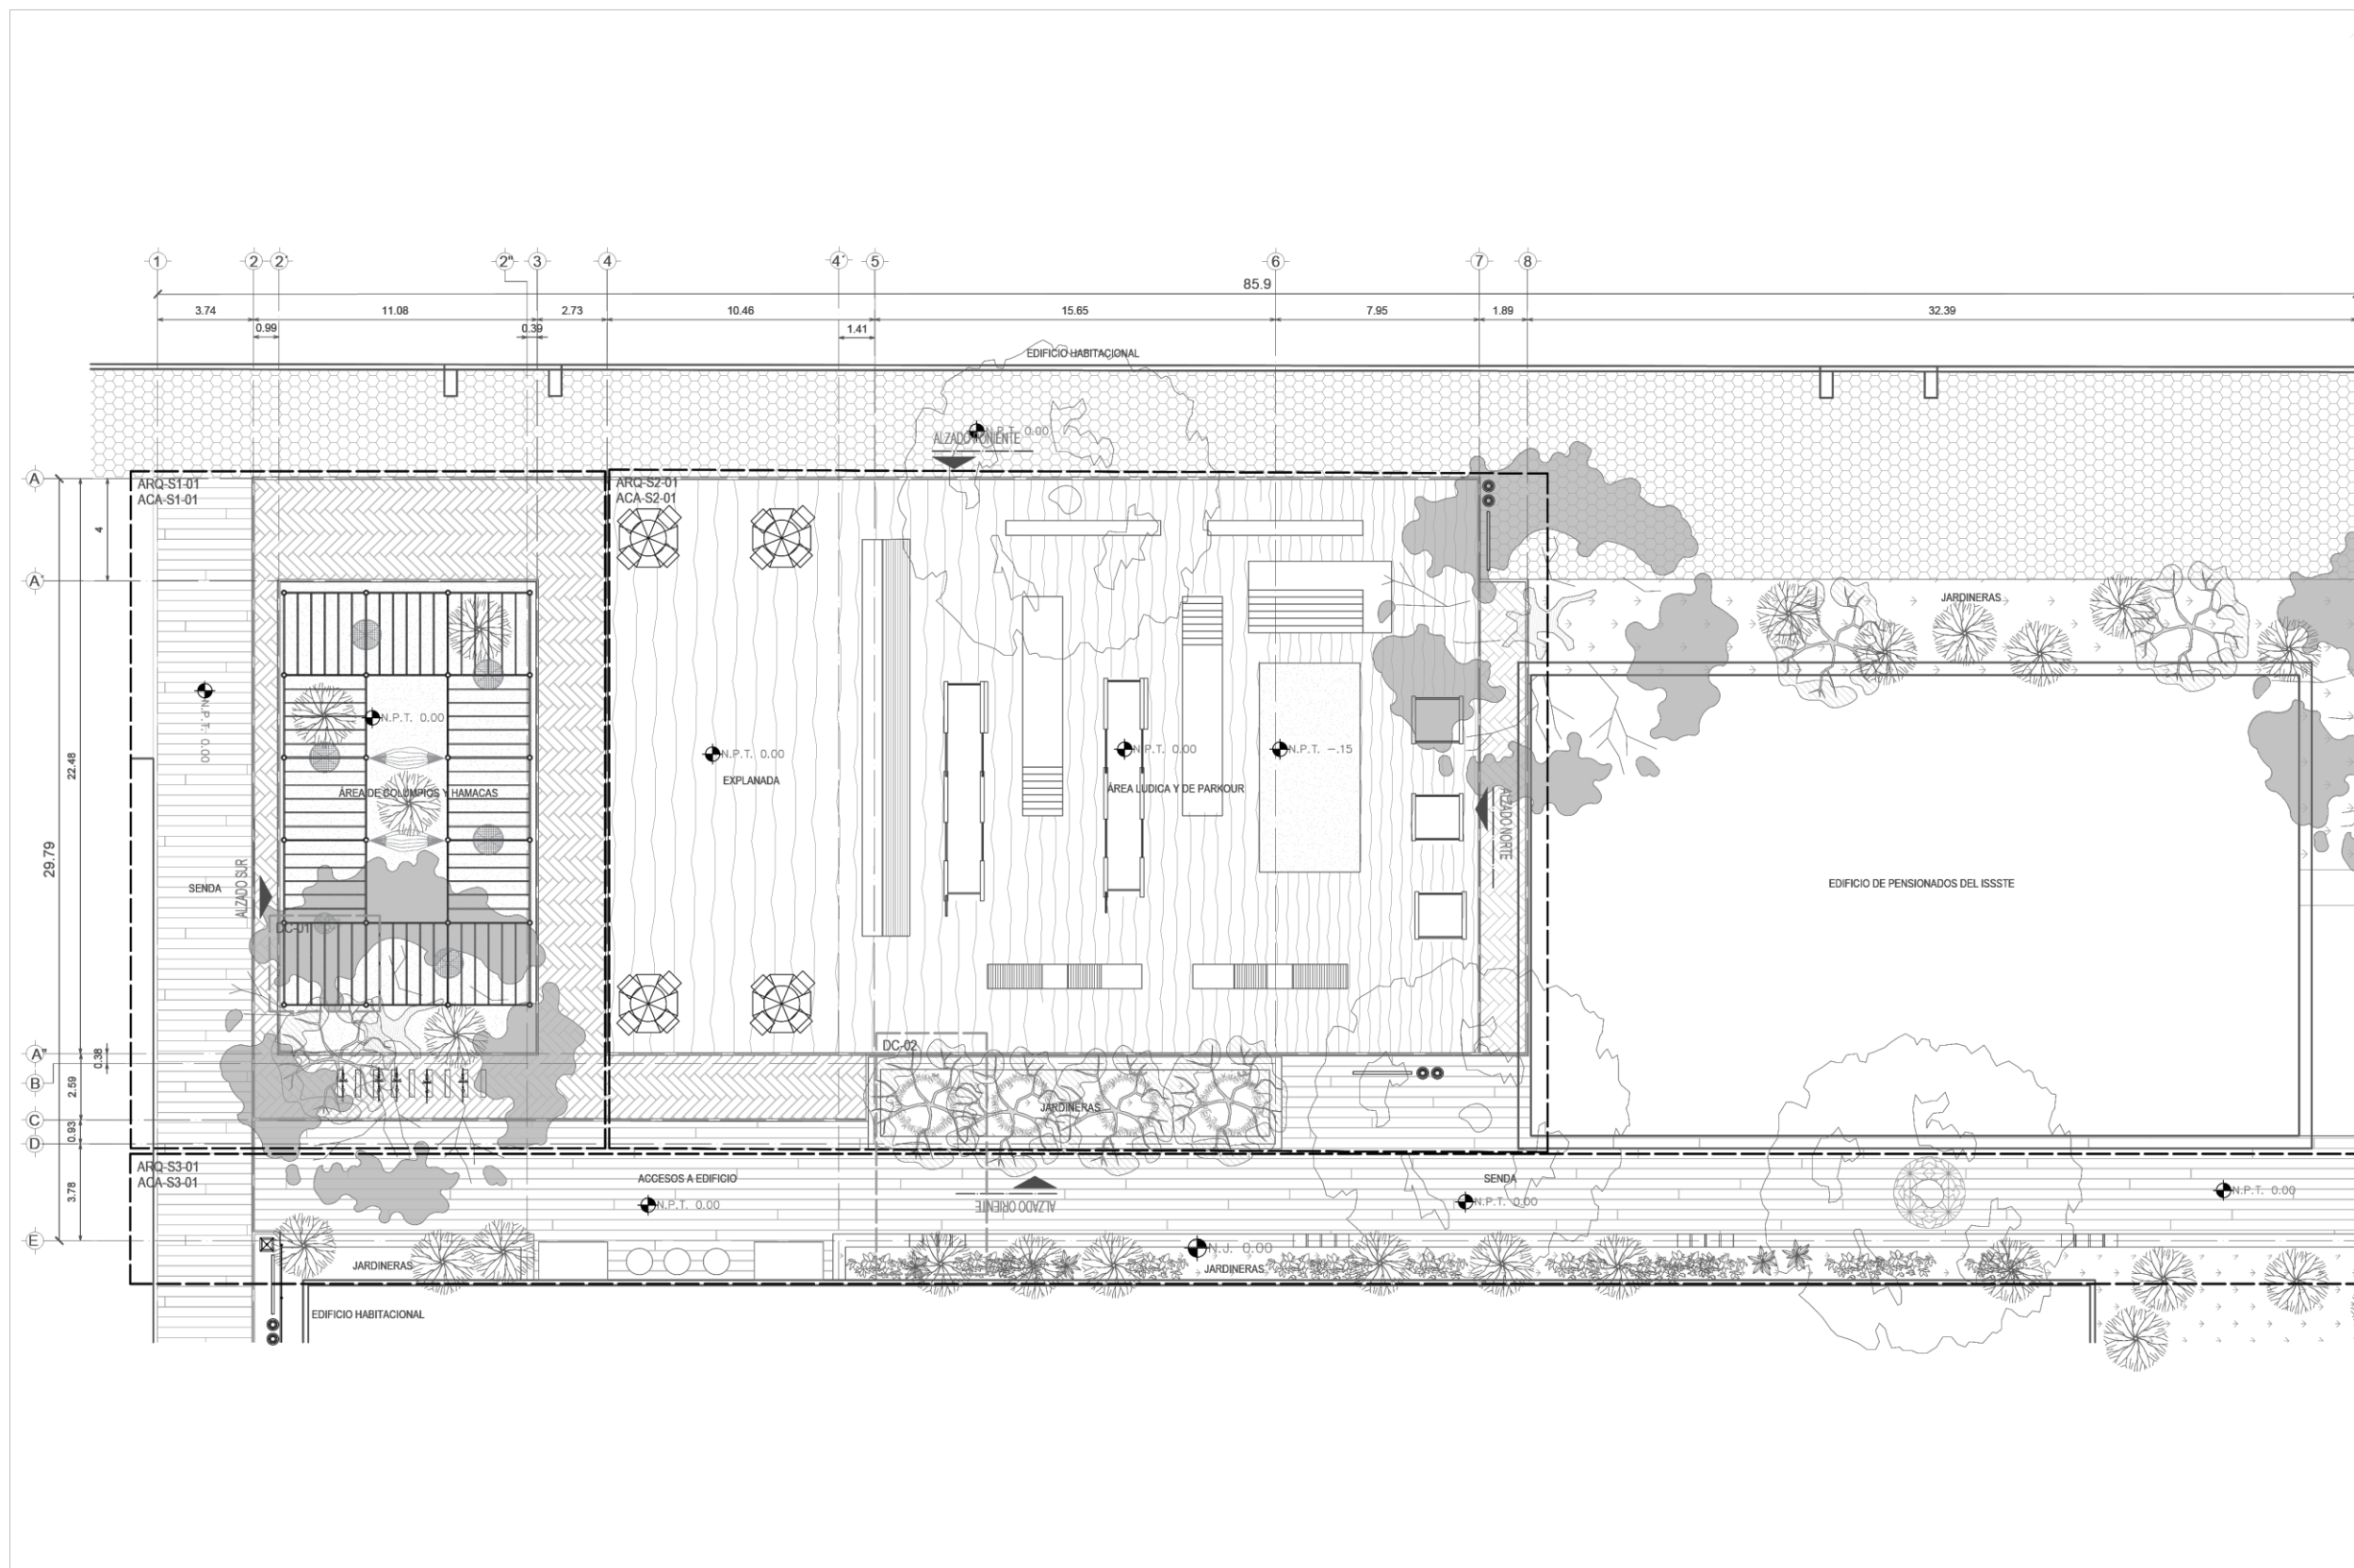 1 2 2' 2" 3 4 4' 5 6 7 8
85.9
3.74 11.08 2.73 10.46 15.65 7.95 1.89 32.39
0.99 0.39 1.41
EDIFICIO HABITACIONAL
N.P.T. 0.00
ALZADO PONIENTE
A
ARQ-S1-01
ACA-S1-01
ARQ-S2-01
ACA-S2-01
4
A'
JARDINERAS
N.P.T. 0.00
N.P.T. 0.00
N.P.T. 0.00
N.P.T. 0.00
N.P.T. -.15
22.48
EXPLANADA
ÁREA DE COLUMPIOS Y HAMACAS
ÁREA LUDICA Y DE PARKOUR
ALZADO NORTE
29.79
SENDA
ALZADO SUR
EDIFICIO DE PENSIONADOS DEL ISSSTE
DC-01
A"
0.38
DC-02
B
2.59
JARDINERAS
C
0.93
D
ARQ-S3-01
ACA-S3-01
3.78
ACCESOS A EDIFICIO
SENDA
N.P.T. 0.00
ALZADO ORIENTE
N.P.T. 0.00
N.P.T. 0.00
E
N.J. 0.00
JARDINERAS
JARDINERAS
EDIFICIO HABITACIONAL